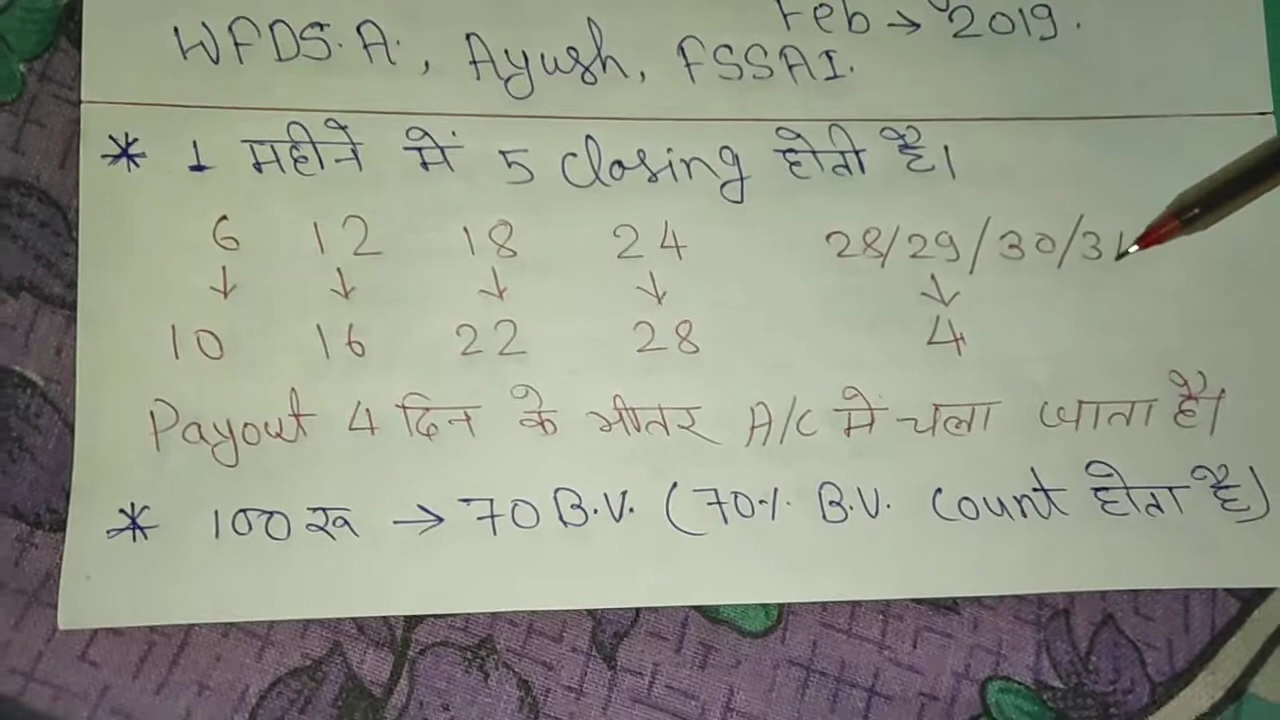 Feb → 2019.
WFDS.A., Ayush, FSSAI.
* 1 महीने में 5 closing होती है।
6 12 18 24 28/29/30/31
↓ ↓ ↓ ↓ ↓
10 16 22 28 4
Payout 4 दिन के भीतर A/C में चला जाता है।
* 100 रू → 70 B.V. (70% B.V. count होता है)